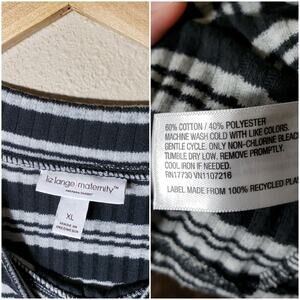 liz lange | maternity™
XL
60% COTTON / 40% POLYESTER
MACHINE WASH COLD WITH LIKE COLORS.
GENTLE CYCLE. ONLY NON-CHLORINE BLEACH
TUMBLE DRY LOW. REMOVE PROMPTLY.
COOL IRON IF NEEDED.
RN17730 VN1107216
LABEL MADE FROM 100% RECYCLED